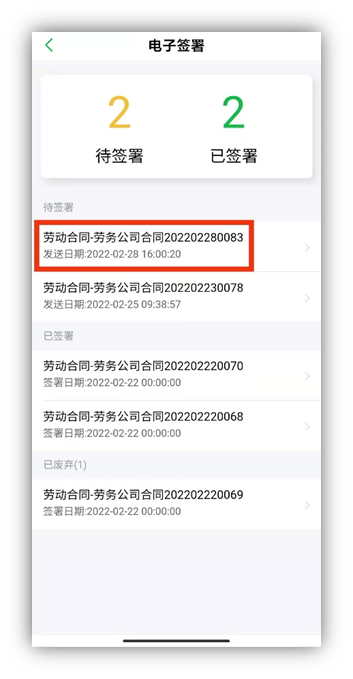 电子签署
2 2
待签署 已签署
待签署
劳动合同-劳务公司合同202202280083
发送日期:2022-02-28 16:00:20
劳动合同-劳务公司合同202202230078
发送日期:2022-02-25 09:38:57
已签署
劳动合同-劳务公司合同202202220070
签署日期:2022-02-22 00:00:00
劳动合同-劳务公司合同202202220068
签署日期:2022-02-22 00:00:00
已废弃(1)
劳动合同-劳务公司合同202202220069
签署日期:2022-02-22 00:00:00